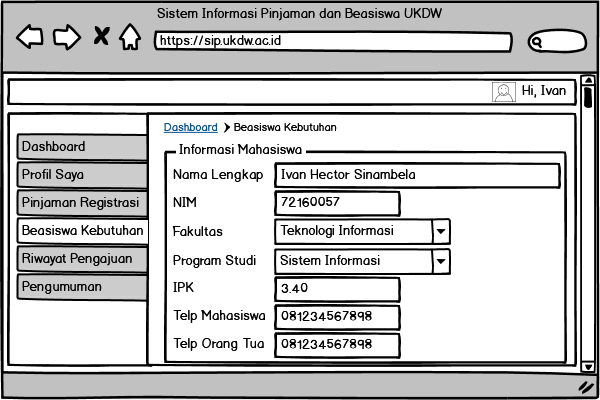 Sistem Informasi Pinjaman dan Beasiswa UKDW
https://sip.ukdw.ac.id
Hi, Ivan
Dashboard
Profil Saya
Pinjaman Registrasi
Beasiswa Kebutuhan
Riwayat Pengajuan
Pengumuman
Dashboard Beasiswa Kebutuhan
Informasi Mahasiswa
Nama Lengkap Ivan Hector Sinambela
NIM 72160057
Fakultas Teknologi Informasi
Program Studi Sistem Informasi
IPK 3.40
Telp Mahasiswa 081234567898
Telp Orang Tua 081234567898